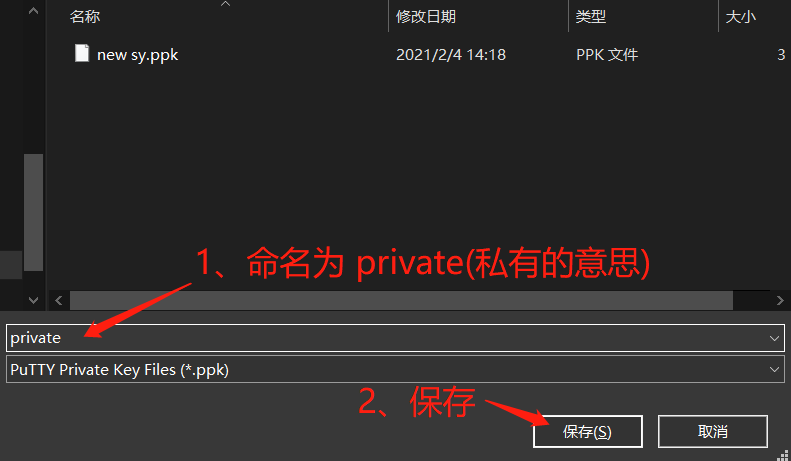 名称 修改日期 类型 大小
new sy.ppk 2021/2/4 14:18 PPK 文件 3
1、命名为 private(私有的意思)
private
PuTTY Private Key Files (*.ppk)
2、保存
保存(S) 取消